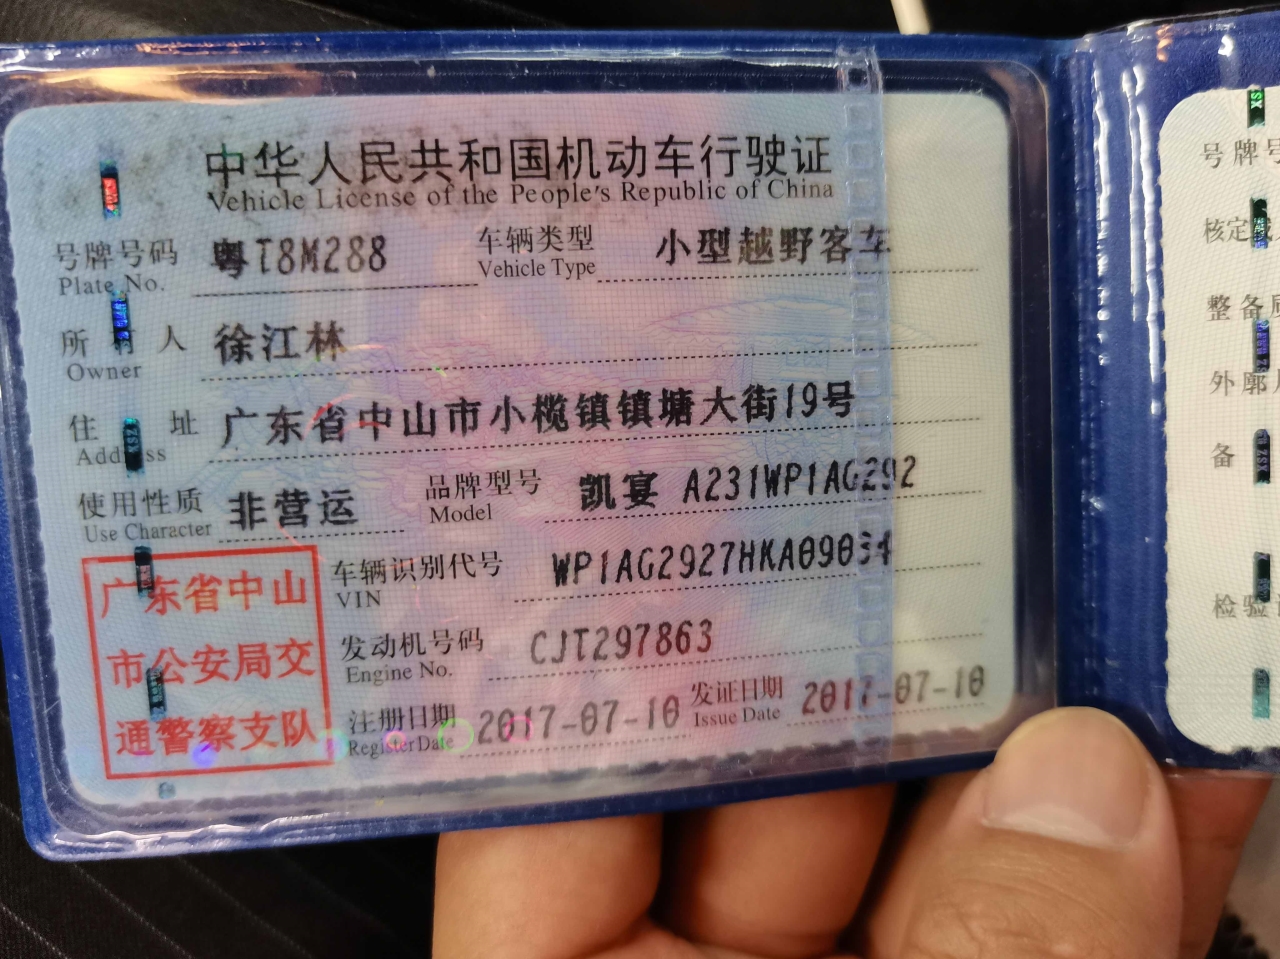 中华人民共和国机动车行驶证
Vehicle License of the People's Republic of China
号牌号码 粤T8M288 车辆类型 小型越野客车
Plate No. Vehicle Type
所有人 徐江林
Owner
住址 广东省中山市小榄镇镇塘大街19号
Address
使用性质 非营运 品牌型号 凯宴 A231WP1AG292
Use Character Model
车辆识别代号 WP1AG2927HKA09034
VIN
发动机号码 CJT297863
Engine No.
注册日期 2017-07-10 发证日期 2017-07-10
Register Date Issue Date
广东省中山
市公安局交
通警察支队
号牌号
核定
整备质
外廓
备
检验